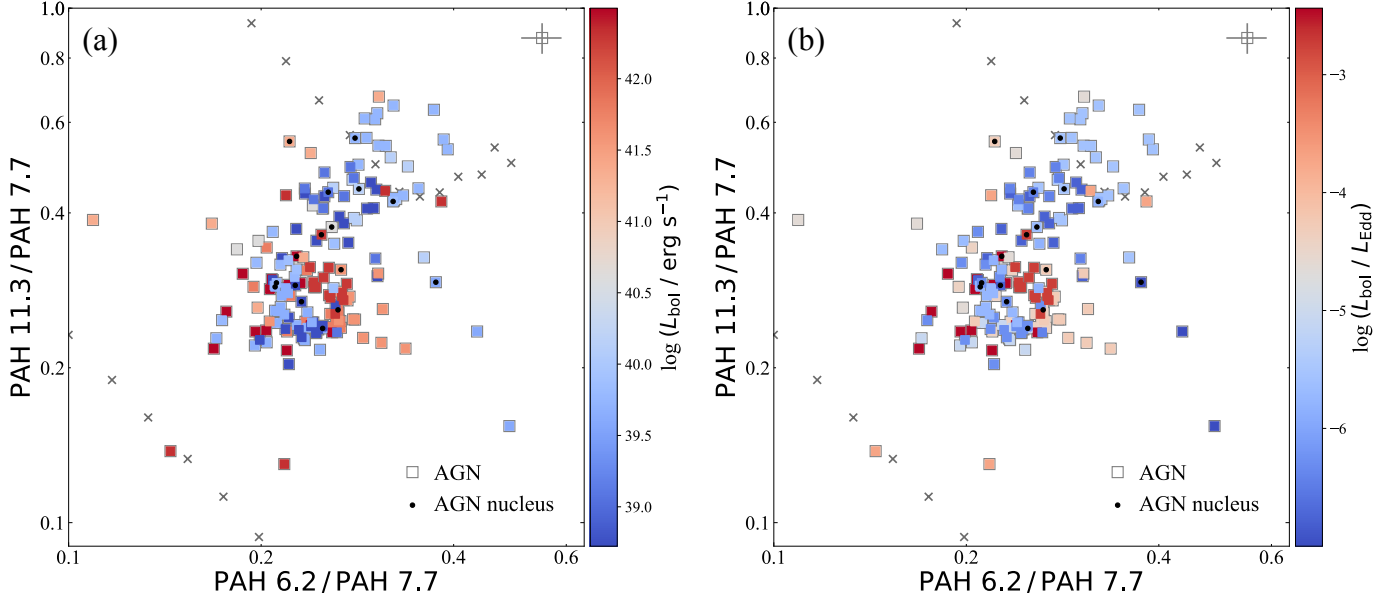 (a)
PAH 11.3/PAH 7.7
1.0
0.8
0.6
0.4
0.2
0.1
0.1
0.2
0.4
0.6
PAH 6.2/PAH 7.7
AGN
AGN nucleus
42.0
41.5
41.0
40.5
40.0
39.5
39.0
log (L_bol / erg s⁻¹)
(b)
PAH 11.3/PAH 7.7
1.0
0.8
0.6
0.4
0.2
0.1
0.1
0.2
0.4
0.6
PAH 6.2/PAH 7.7
AGN
AGN nucleus
−3
−4
−5
−6
log (L_bol / L_Edd)